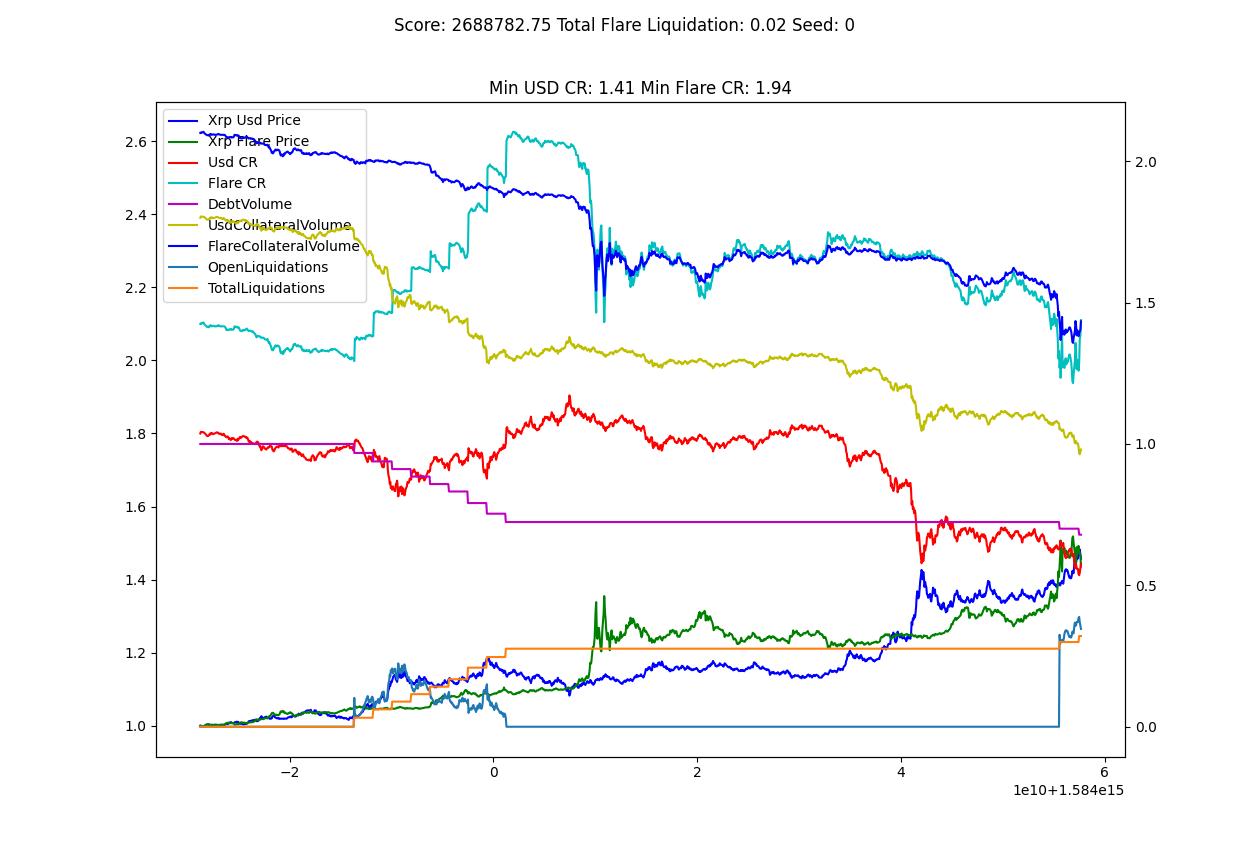 Score: 2688782.75 Total Flare Liquidation: 0.02 Seed: 0
Min USD CR: 1.41 Min Flare CR: 1.94
Xrp Usd Price
Xrp Flare Price
Usd CR
Flare CR
DebtVolume
UsdCollateralVolume
FlareCollateralVolume
OpenLiquidations
TotalLiquidations
2.6
2.4
2.2
2.0
1.8
1.6
1.4
1.2
1.0
2.0
1.5
1.0
0.5
0.0
−2
0
2
4
6
1e10+1.584e15